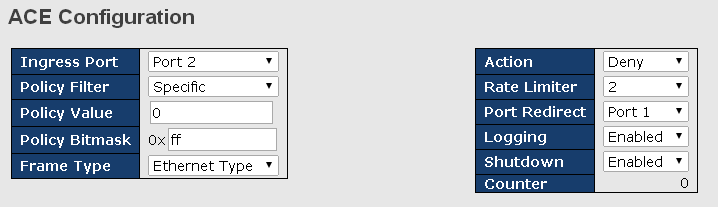 ACE Configuration
Ingress Port Port 2
Policy Filter Specific
Policy Value 0
Policy Bitmask 0x ff
Frame Type Ethernet Type
Action Deny
Rate Limiter 2
Port Redirect Port 1
Logging Enabled
Shutdown Enabled
Counter 0